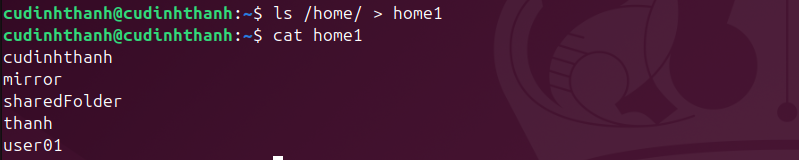 cudinhthanh@cudinhthanh:~$ ls /home/ > home1
cudinhthanh@cudinhthanh:~$ cat home1
cudinhthanh
mirror
sharedFolder
thanh
user01